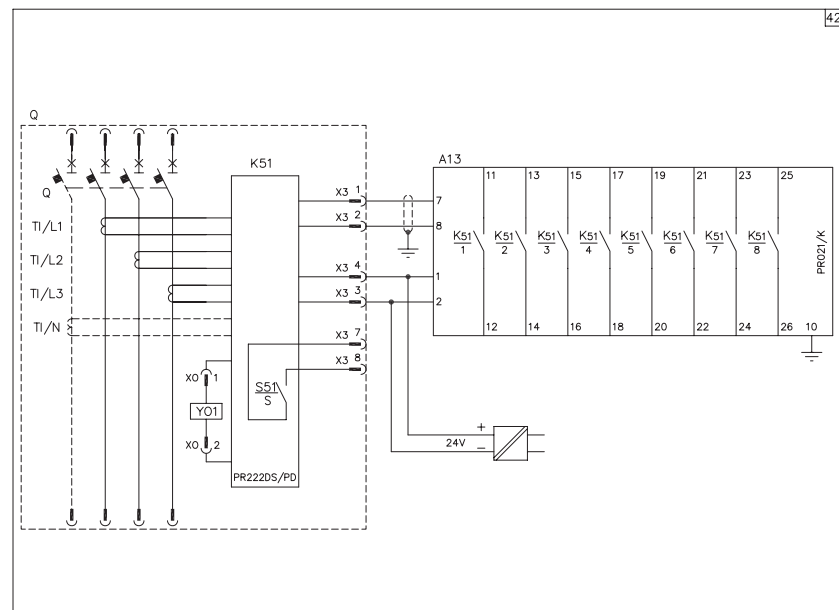 42
Q
Q
TI/L1
TI/L2
TI/L3
TI/N
K51
PR222DS/PD
X0 1
Y01
X0 2
S51
S
X3 1
X3 2
X3 4
X3 3
X3 7
X3 8
24V
+
−
A13
7
8
1
2
11 13 15 17 19 21 23 25
K51 K51 K51 K51 K51 K51 K51 K51
1 2 3 4 5 6 7 8
12 14 16 18 20 22 24 26 10
PR021/K